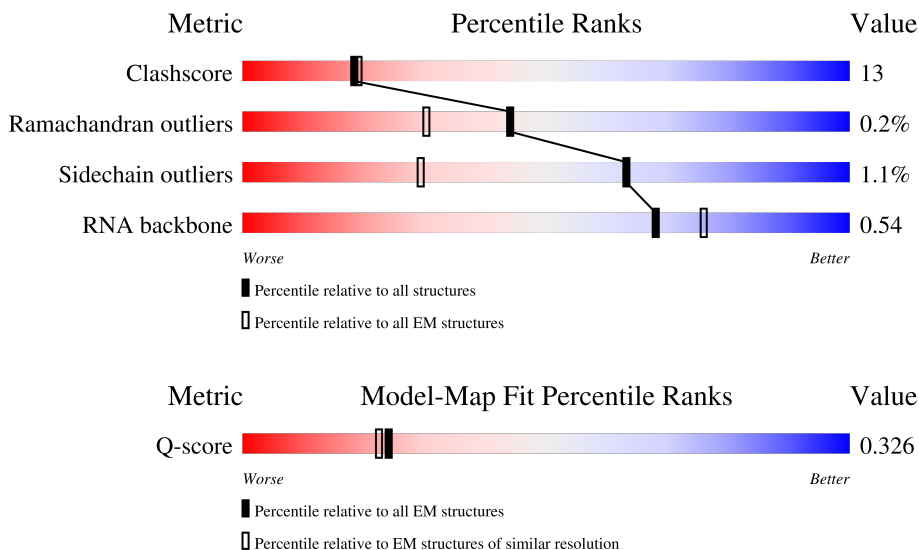 Metric Percentile Ranks Value
Clashscore 13
Ramachandran outliers 0.2%
Sidechain outliers 1.1%
RNA backbone 0.54
Worse Better
Percentile relative to all structures
Percentile relative to all EM structures
Metric Model-Map Fit Percentile Ranks Value
Q-score 0.326
Worse Better
Percentile relative to all EM structures
Percentile relative to EM structures of similar resolution